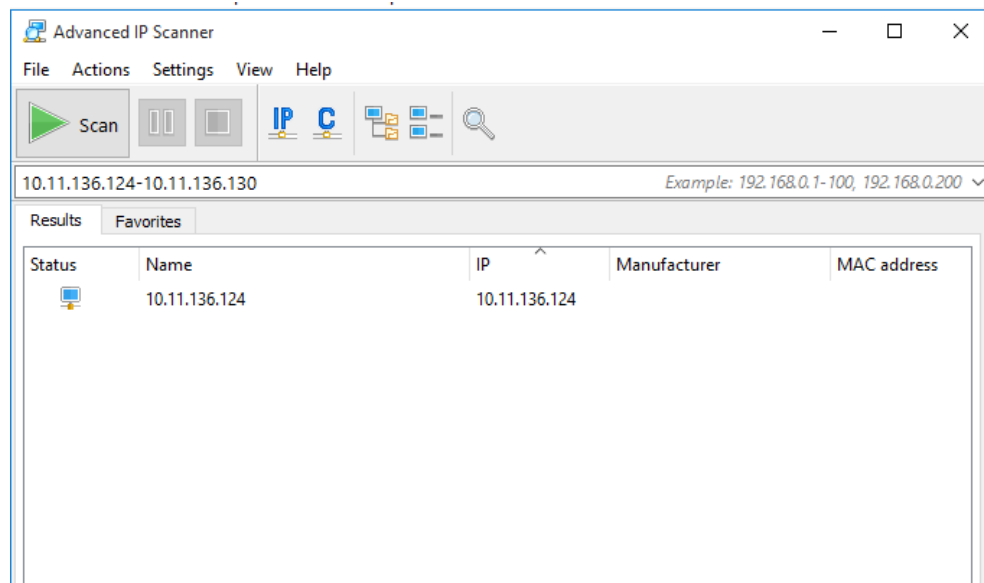 Advanced IP Scanner
File Actions Settings View Help
Scan IP C
10.11.136.124-10.11.136.130 Example: 192.168.0.1-100, 192.168.0.200
Results Favorites
Status Name IP Manufacturer MAC address
10.11.136.124 10.11.136.124